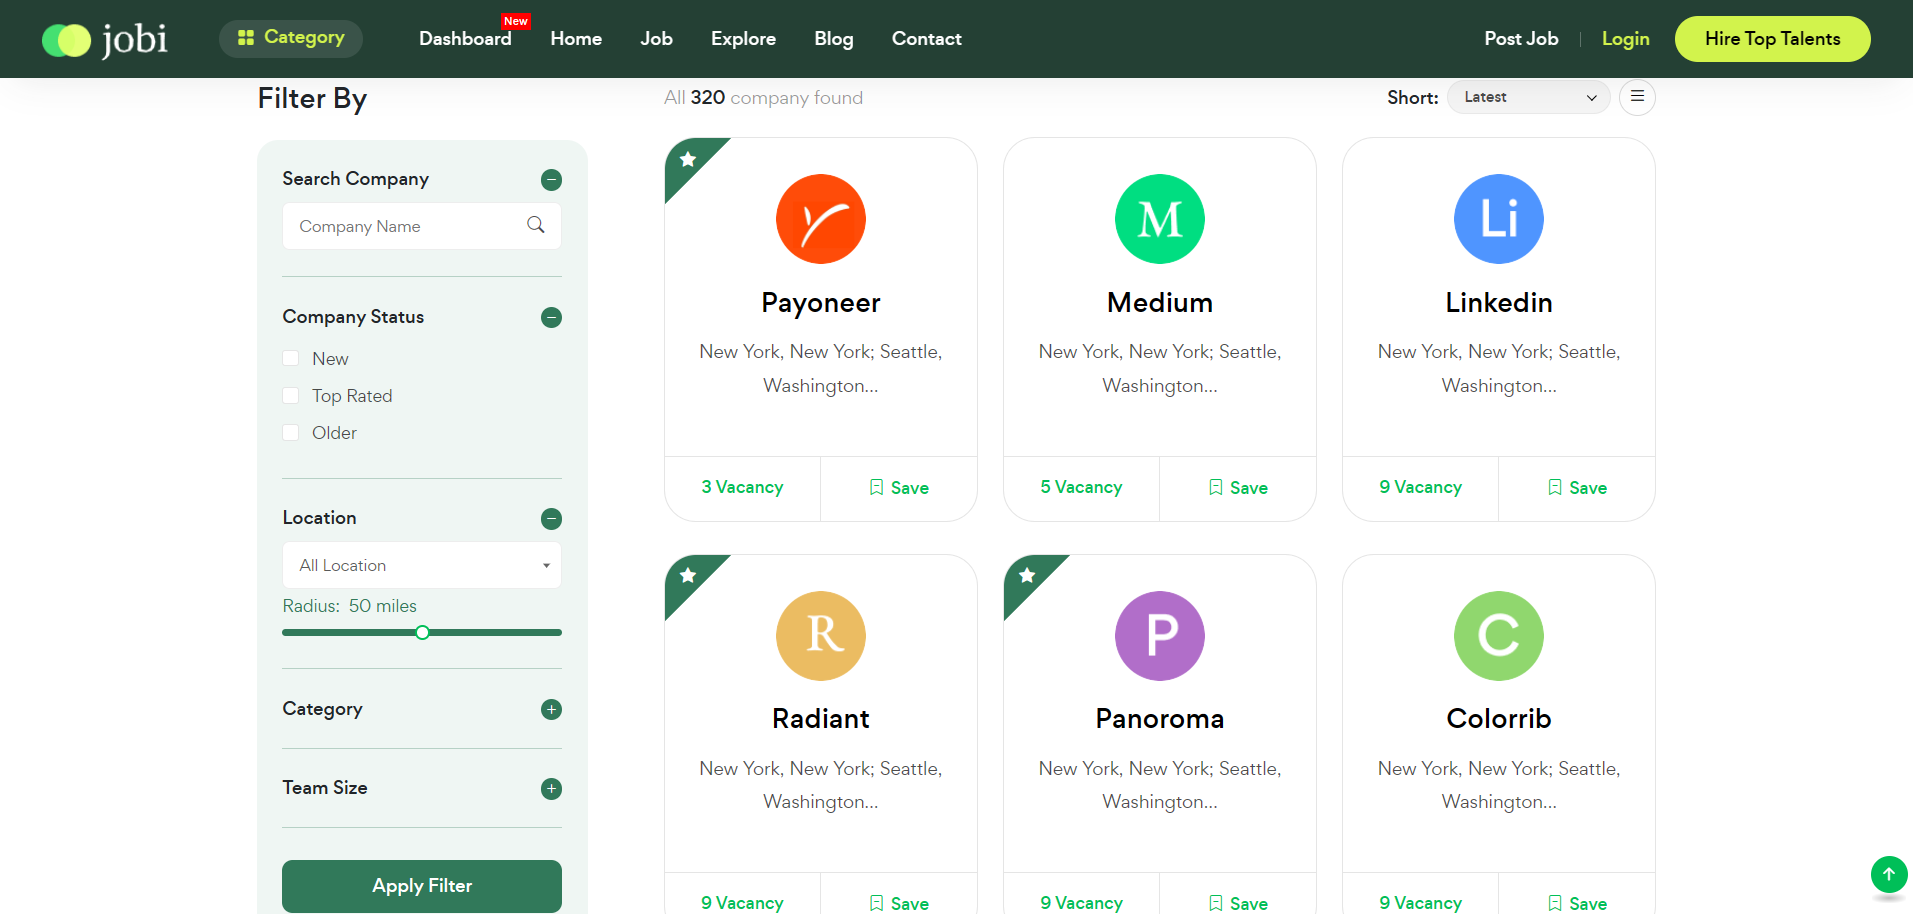 jobi
Category
Dashboard
New
Home
Job
Explore
Blog
Contact
Post Job
Login
Hire Top Talents
Filter By
Search Company
Company Name
Company Status
New
Top Rated
Older
Location
All Location
Radius: 50 miles
Category
Team Size
Apply Filter
All 320 company found
Short:
Latest
Payoneer
New York, New York; Seattle,
Washington...
3 Vacancy
Save
M
Medium
New York, New York; Seattle,
Washington...
5 Vacancy
Save
Li
Linkedin
New York, New York; Seattle,
Washington...
9 Vacancy
Save
R
Radiant
New York, New York; Seattle,
Washington...
9 Vacancy
Save
P
Panoroma
New York, New York; Seattle,
Washington...
9 Vacancy
Save
C
Colorrib
New York, New York; Seattle,
Washington...
9 Vacancy
Save